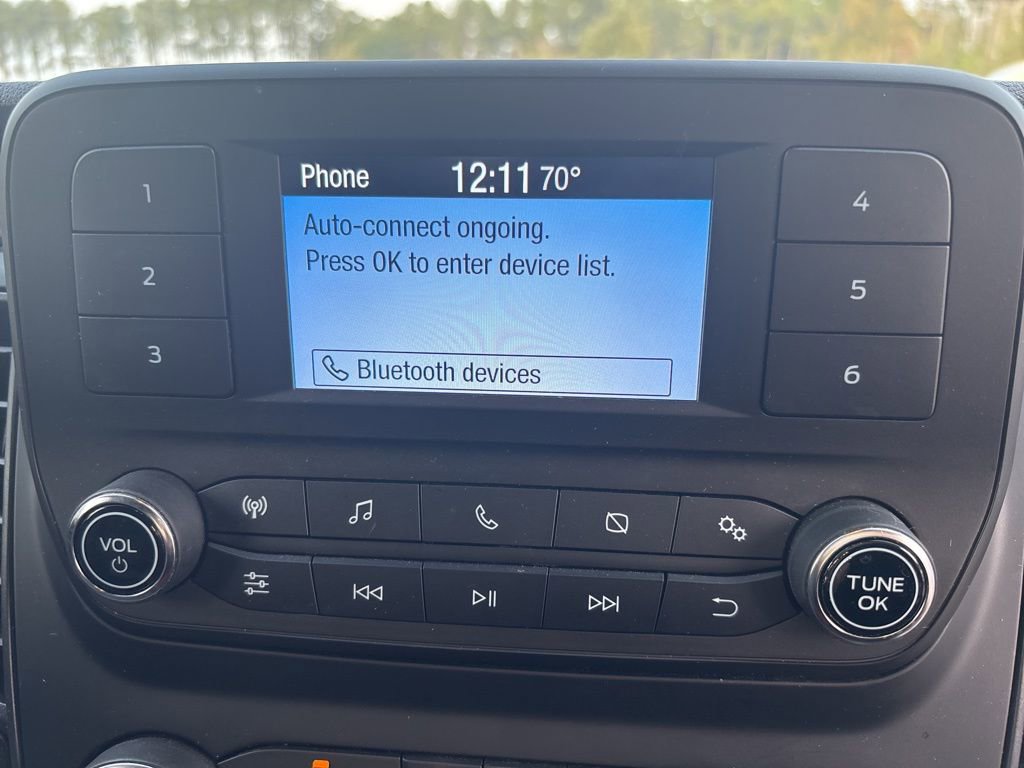 Phone 12:11 70°
Auto-connect ongoing.
Press OK to enter device list.
Bluetooth devices
1
2
3
4
5
6
VOL
TUNE
OK